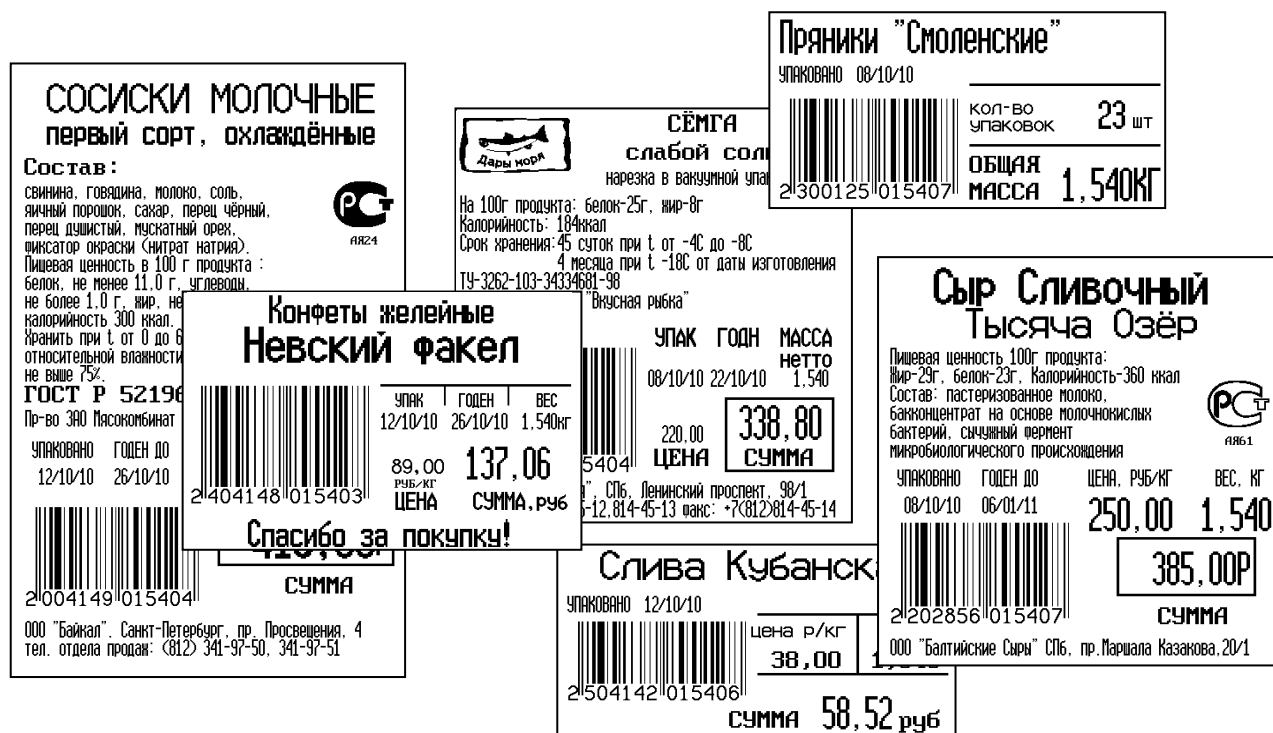 СОСИСКИ МОЛОЧНЫЕ
первый сорт, охлаждённые
Состав:
свинина, говядина, молоко, соль,
яичный порошок, сахар, перец чёрный,
перец душистый, мускатный орех,
фиксатор окраски (нитрат натрия).
Пищевая ценность в 100 г продукта :
белок, не менее 11,0 г, углеводы,
не более 1,0 г, жир, не
калорийность 300 ккал.
Хранить при t от 0 до 6
относительной влажности
не выше 75%.
ГОСТ Р 52196
Пр-во ЗАО Мясокомбинат
РСТ
АЯ24
УПАКОВАНО ГОДЕН ДО
12/10/10 26/10/10
2 004149 015404
СУММА
ООО "Байкал". Санкт-Петербург, пр. Просвещения, 4
тел. отдела продаж: (812) 341-97-50, 341-97-51
Конфеты желейные
Невский факел
УПАК ГОДЕН ВЕС
12/10/10 26/10/10 1,540кг
89,00 137,06
РУБ/КГ
ЦЕНА СУММА,руб
2 404148 015403
Спасибо за покупку!
Дары моря
СЁМГА
слабой соли
нарезка в вакуумной упа
На 100г продукта: белок-25г, жир-8г
Калорийность: 184ккал
Срок хранения:45 суток при t от -4С до -8С
4 месяца при t -18С от даты изготовления
ТУ-3262-103-34334681-98
"Вкусная рыбка"
УПАК ГОДН МАССА
нетто
08/10/10 22/10/10 1,540
220,00 338,80
ЦЕНА СУММА
5404
", СПб, Ленинский проспект, 98/1
-12,814-45-13 факс: +7(812)814-45-14
Пряники "Смоленские"
УПАКОВАНО 08/10/10
КОЛ-ВО
УПАКОВОК 23 шт
ОБЩАЯ
МАССА 1,540КГ
2 300125 015407
Слива Кубанска
УПАКОВАНО 12/10/10
цена р/кг
38,00
2 504142 015406
СУММА 58,52 руб
Сыр Сливочный
Тысяча Озёр
Пищевая ценность 100г продукта:
Жир-29г, белок-23г, Калорийность-360 ккал
Состав: пастеризованное молоко,
бакконцентрат на основе молочнокислых
бактерий, сычужный фермент
микробиологического происхождения
РСТ
АЯ61
УПАКОВАНО ГОДЕН ДО ЦЕНА, РУБ/КГ ВЕС, КГ
08/10/10 06/01/11 250,00 1,540
385,00Р
СУММА
2 202856 015407
ООО "Балтийские Сыры" СПб, пр.Маршала Казакова,20/1